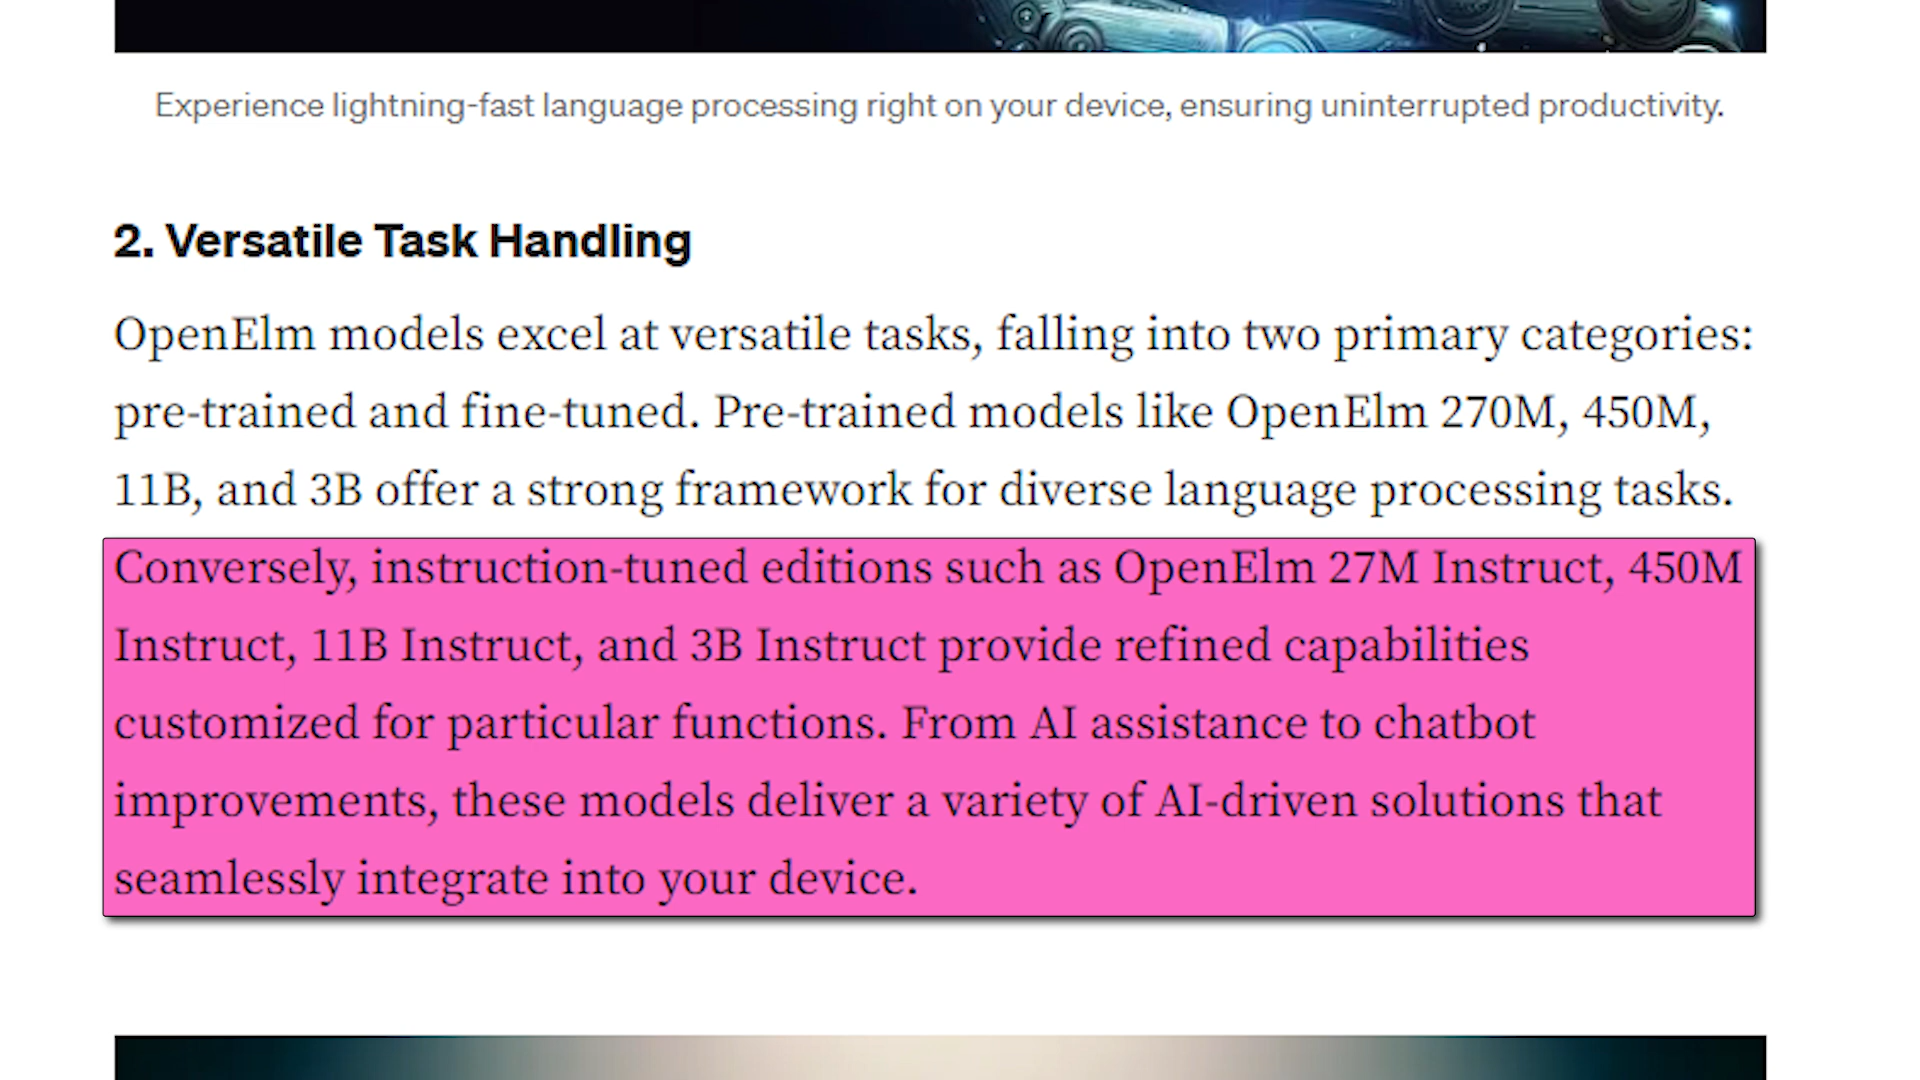 Experience lightning-fast language processing right on your device, ensuring uninterrupted productivity.
2. Versatile Task Handling
OpenElm models excel at versatile tasks, falling into two primary categories:
pre-trained and fine-tuned. Pre-trained models like OpenElm 270M, 450M,
11B, and 3B offer a strong framework for diverse language processing tasks.
Conversely, instruction-tuned editions such as OpenElm 27M Instruct, 450M
Instruct, 11B Instruct, and 3B Instruct provide refined capabilities
customized for particular functions. From AI assistance to chatbot
improvements, these models deliver a variety of AI-driven solutions that
seamlessly integrate into your device.